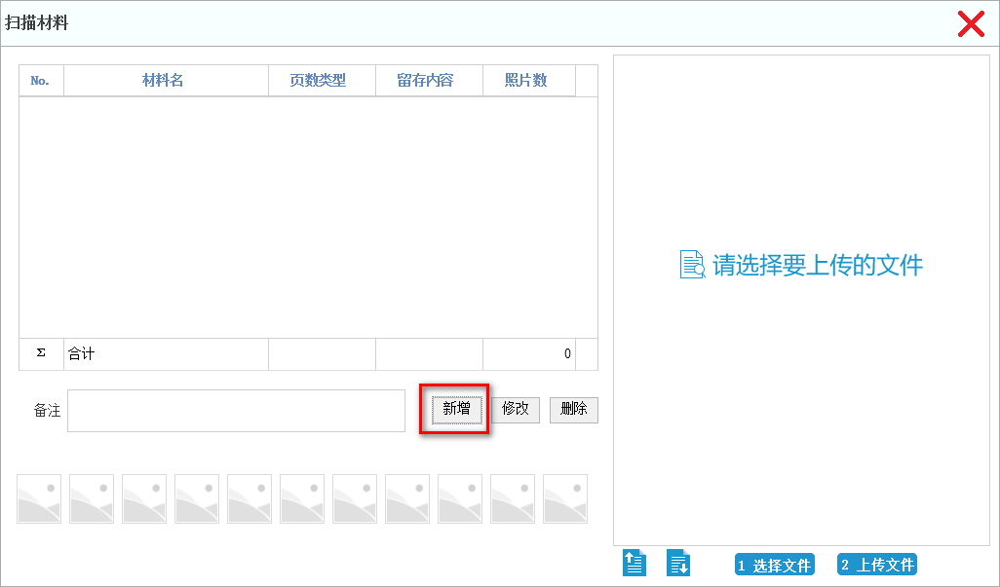 扫描材料
No. 材料名 页数类型 留存内容 照片数
Σ 合计 0
请选择要上传的文件
备注 新增 修改 删除
1 选择文件 2 上传文件